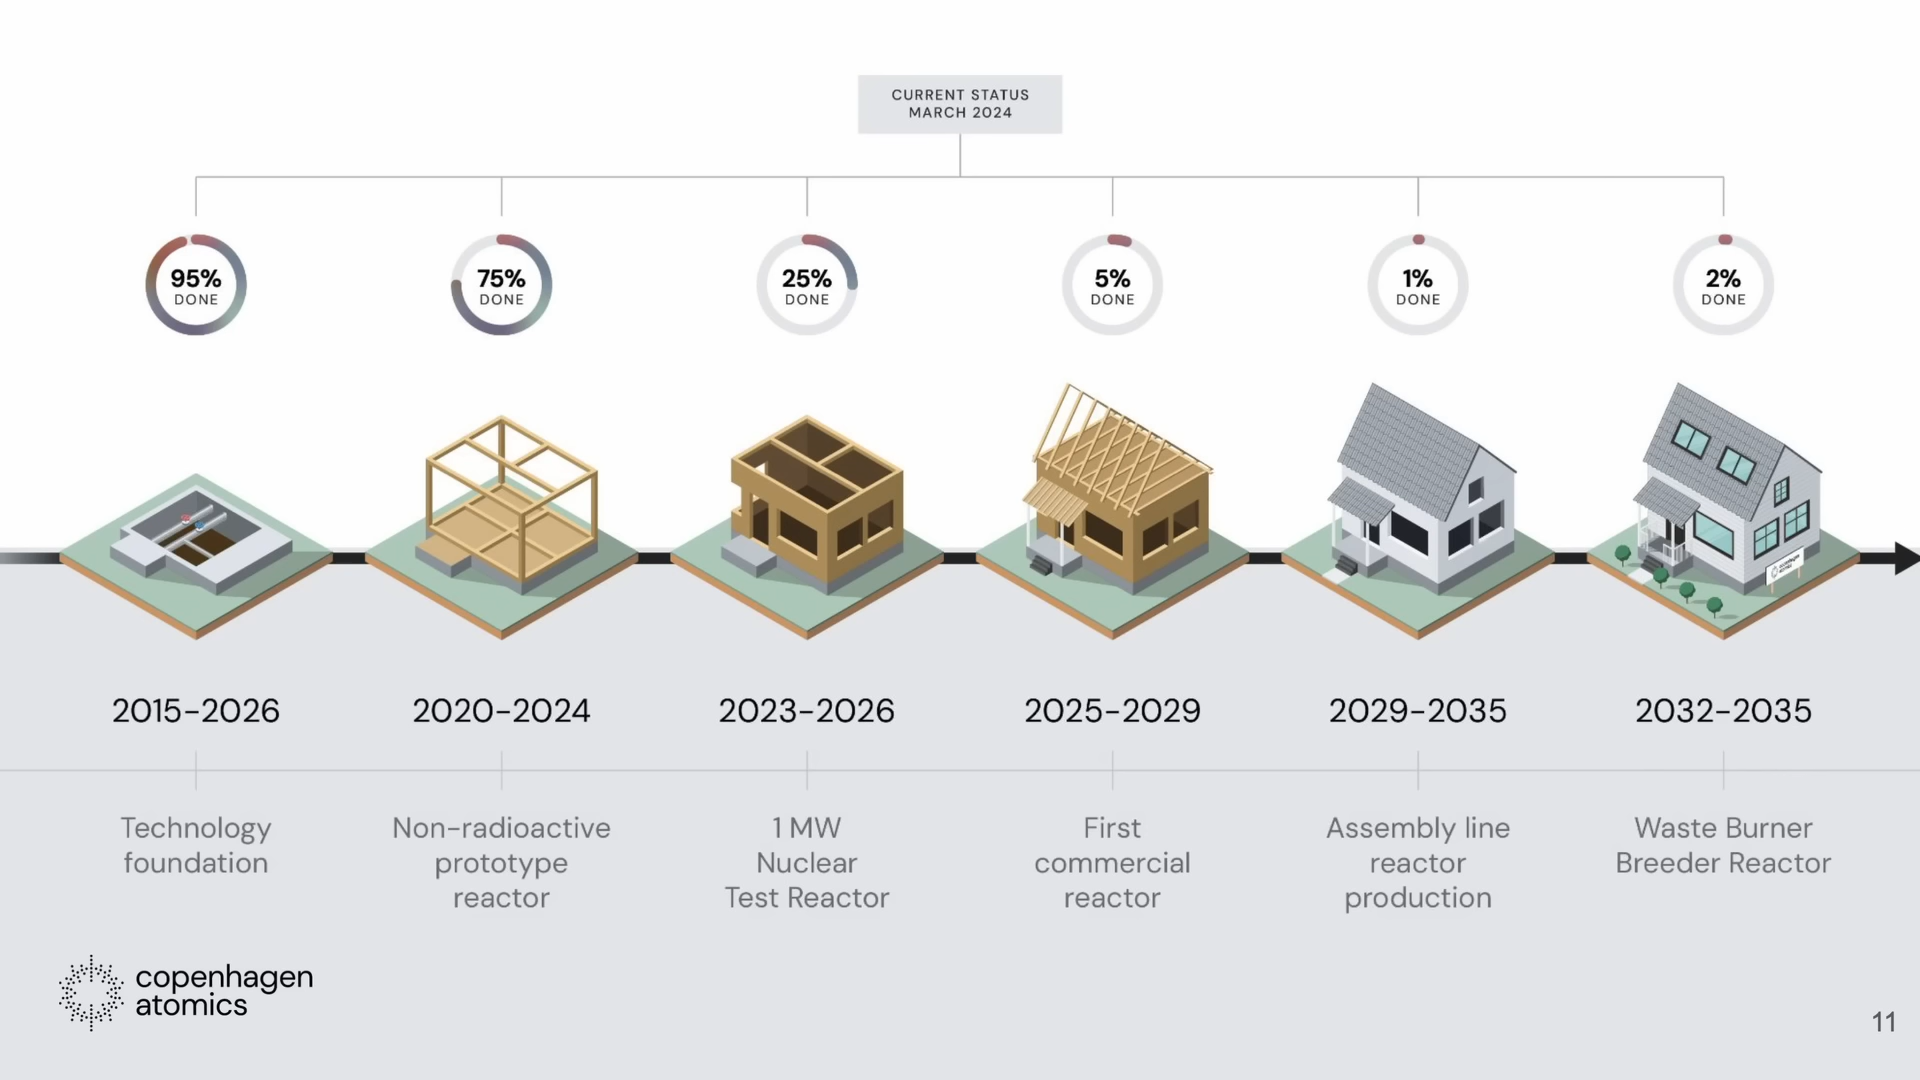 CURRENT STATUS
MARCH 2024
95%
DONE
75%
DONE
25%
DONE
5%
DONE
1%
DONE
2%
DONE
2015–2026
2020–2024
2023–2026
2025–2029
2029–2035
2032–2035
Technology
foundation
Non-radioactive
prototype
reactor
1 MW
Nuclear
Test Reactor
First
commercial
reactor
Assembly line
reactor
production
Waste Burner
Breeder Reactor
copenhagen
atomics
11